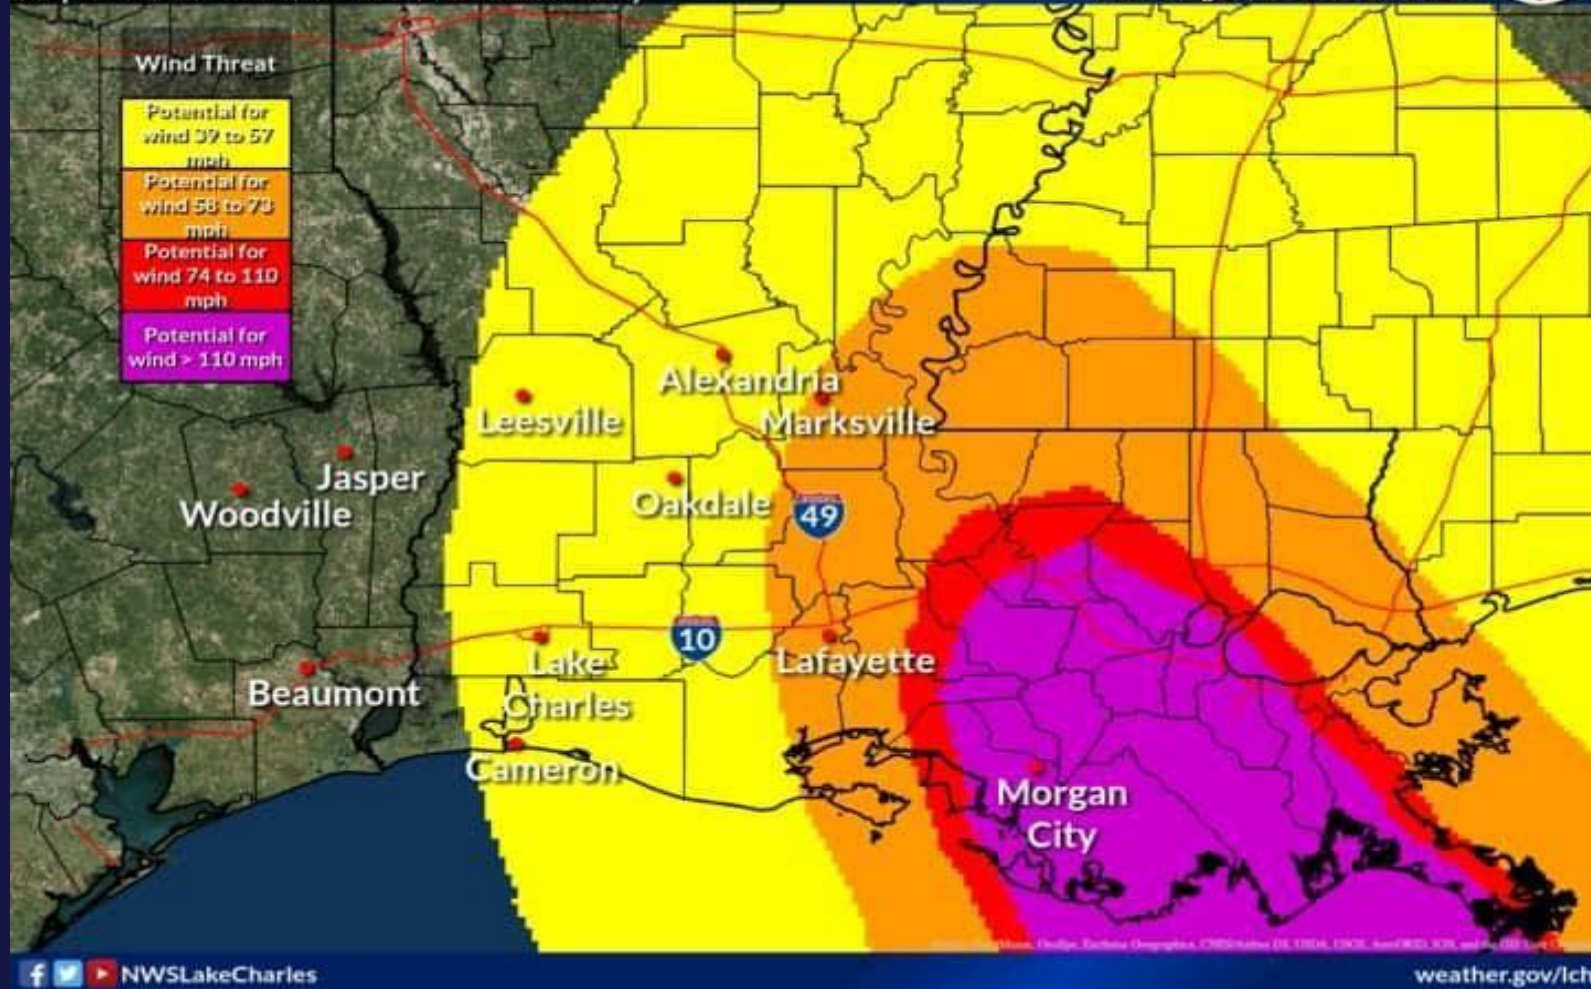 Wind Threat
Potential for
wind 39 to 57
mph
Potential for
wind 58 to 73
mph
Potential for
wind 74 to 110
mph
Potential for
wind > 110 mph
Alexandria
Leesville
Marksville
Jasper
Woodville
Oakdale
49
10
Lake
Charles
Lafayette
Beaumont
Cameron
Morgan
City
NWSLakeCharles
weather.gov/lch